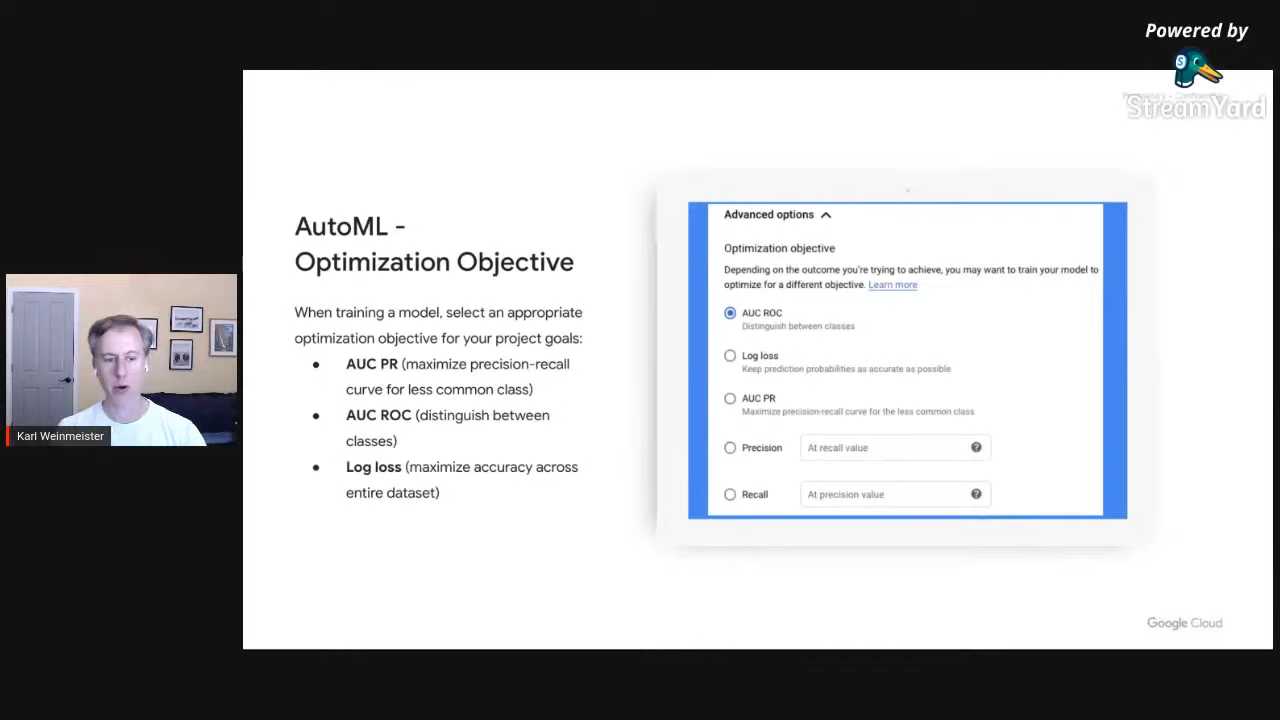 Powered by
StreamYard
AutoML -
Optimization Objective
When training a model, select an appropriate
optimization objective for your project goals:
● AUC PR (maximize precision-recall
curve for less common class)
● AUC ROC (distinguish between
classes)
● Log loss (maximize accuracy across
entire dataset)
Advanced options
Optimization objective
Depending on the outcome you're trying to achieve, you may want to train your model to
optimize for a different objective. Learn more
AUC ROC
Distinguish between classes
Log loss
Keep prediction probabilities as accurate as possible
AUC PR
Maximize precision-recall curve for the less common class
Precision At recall value ?
Recall At precision value ?
Karl Weinmeister
Google Cloud